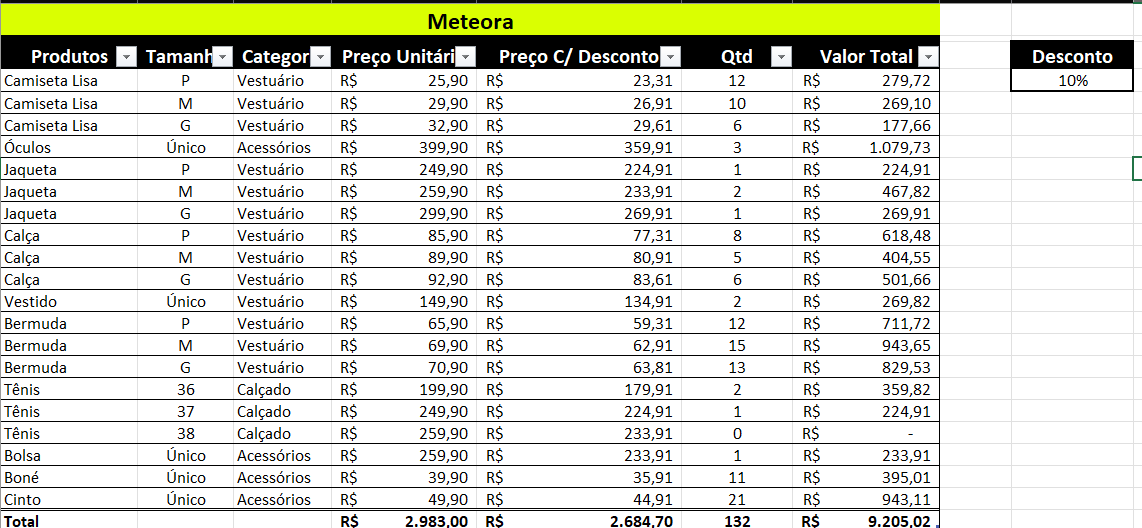 Meteora
Produtos Tamanh Categor Preço Unitári Preço C/ Desconto Qtd Valor Total Desconto
Camiseta Lisa P Vestuário R$ 25,90 R$ 23,31 12 R$ 279,72 10%
Camiseta Lisa M Vestuário R$ 29,90 R$ 26,91 10 R$ 269,10
Camiseta Lisa G Vestuário R$ 32,90 R$ 29,61 6 R$ 177,66
Óculos Único Acessórios R$ 399,90 R$ 359,91 3 R$ 1.079,73
Jaqueta P Vestuário R$ 249,90 R$ 224,91 1 R$ 224,91
Jaqueta M Vestuário R$ 259,90 R$ 233,91 2 R$ 467,82
Jaqueta G Vestuário R$ 299,90 R$ 269,91 1 R$ 269,91
Calça P Vestuário R$ 85,90 R$ 77,31 8 R$ 618,48
Calça M Vestuário R$ 89,90 R$ 80,91 5 R$ 404,55
Calça G Vestuário R$ 92,90 R$ 83,61 6 R$ 501,66
Vestido Único Vestuário R$ 149,90 R$ 134,91 2 R$ 269,82
Bermuda P Vestuário R$ 65,90 R$ 59,31 12 R$ 711,72
Bermuda M Vestuário R$ 69,90 R$ 62,91 15 R$ 943,65
Bermuda G Vestuário R$ 70,90 R$ 63,81 13 R$ 829,53
Tênis 36 Calçado R$ 199,90 R$ 179,91 2 R$ 359,82
Tênis 37 Calçado R$ 249,90 R$ 224,91 1 R$ 224,91
Tênis 38 Calçado R$ 259,90 R$ 233,91 0 R$ -
Bolsa Único Acessórios R$ 259,90 R$ 233,91 1 R$ 233,91
Boné Único Acessórios R$ 39,90 R$ 35,91 11 R$ 395,01
Cinto Único Acessórios R$ 49,90 R$ 44,91 21 R$ 943,11
Total R$ 2.983,00 R$ 2.684,70 132 R$ 9.205,02